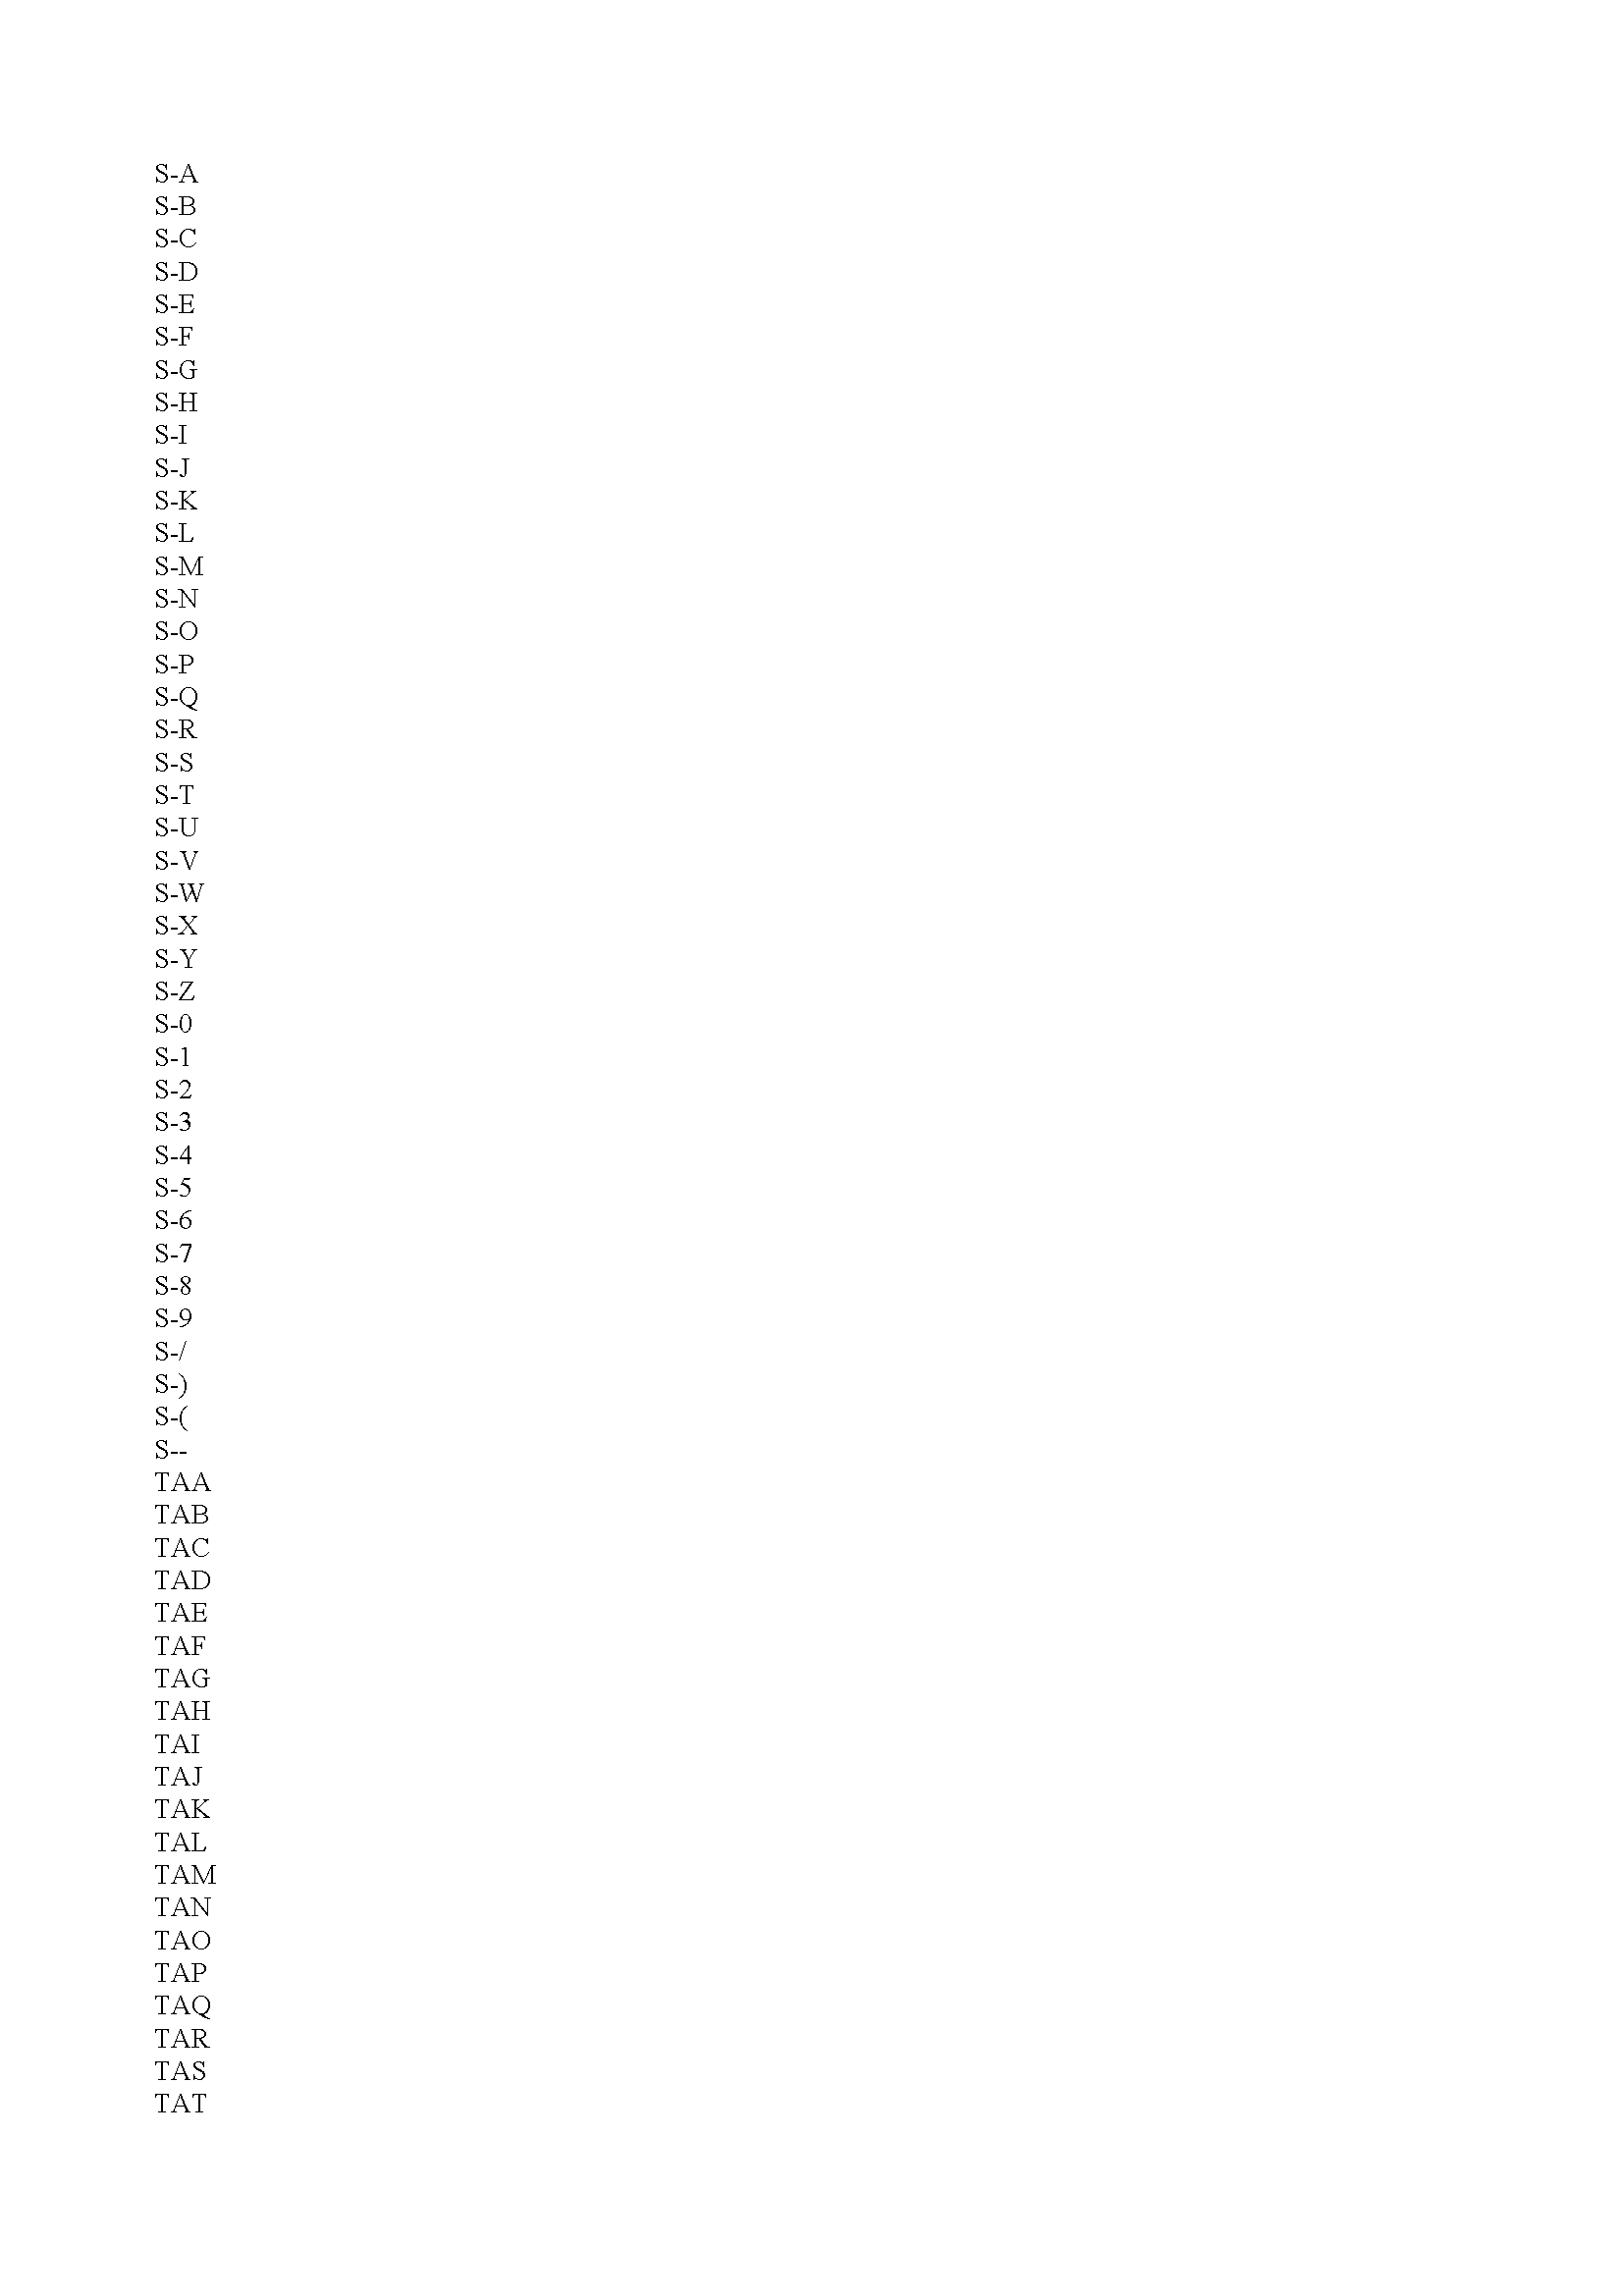 S-A
S-B
S-C
S-D
S-E
S-F
S-G
S-H
S-I
S-J
S-K
S-L
S-M
S-N
S-O
S-P
S-Q
S-R
S-S
S-T
S-U
S-V
S-W
S-X
S-Y
S-Z
S-0
S-1
S-2
S-3
S-4
S-5
S-6
S-7
S-8
S-9
S-/
S-)
S-(
S--
TAA
TAB
TAC
TAD
TAE
TAF
TAG
TAH
TAI
TAJ
TAK
TAL
TAM
TAN
TAO
TAP
TAQ
TAR
TAS
TAT